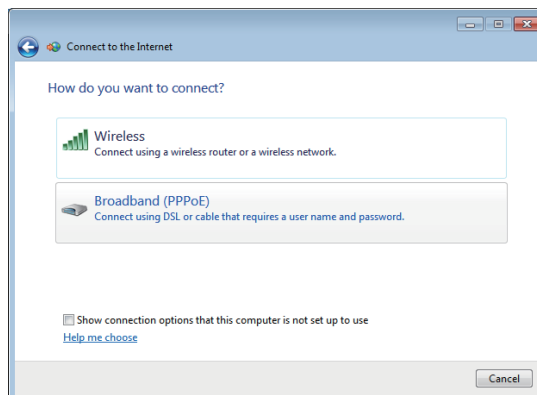 Connect to the Internet
How do you want to connect?
Wireless
Connect using a wireless router or a wireless network.
Broadband (PPPoE)
Connect using DSL or cable that requires a user name and password.
Show connection options that this computer is not set up to use
Help me choose
Cancel